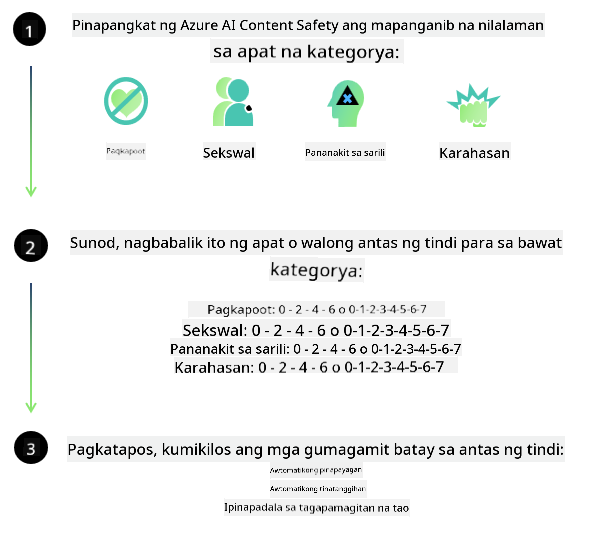 1
Pinapangkat ng Azure AI Content Safety ang mapanganib na nilalaman
sa apat na kategorya:
Pagkapoot
Sekswal
Pananakit sa sarili
Karahasan
2
Sunod, nagbabalik ito ng apat o walong antas ng tindi para sa bawat
kategorya:
Pagkapoot: 0 - 2 - 4 - 6 o 0-1-2-3-4-5-6-7
Sekswal: 0 - 2 - 4 - 6 o 0-1-2-3-4-5-6-7
Pananakit sa sarili: 0 - 2 - 4 - 6 o 0-1-2-3-4-5-6-7
Karahasan: 0 - 2 - 4 - 6 o 0-1-2-3-4-5-6-7
3
Pagkatapos, kumikilos ang mga gumagamit batay sa antas ng tindi:
Awtomatikong pinapayagan
Awtomatikong tinatanggihan
Ipinapadala sa tagapamagitan na tao